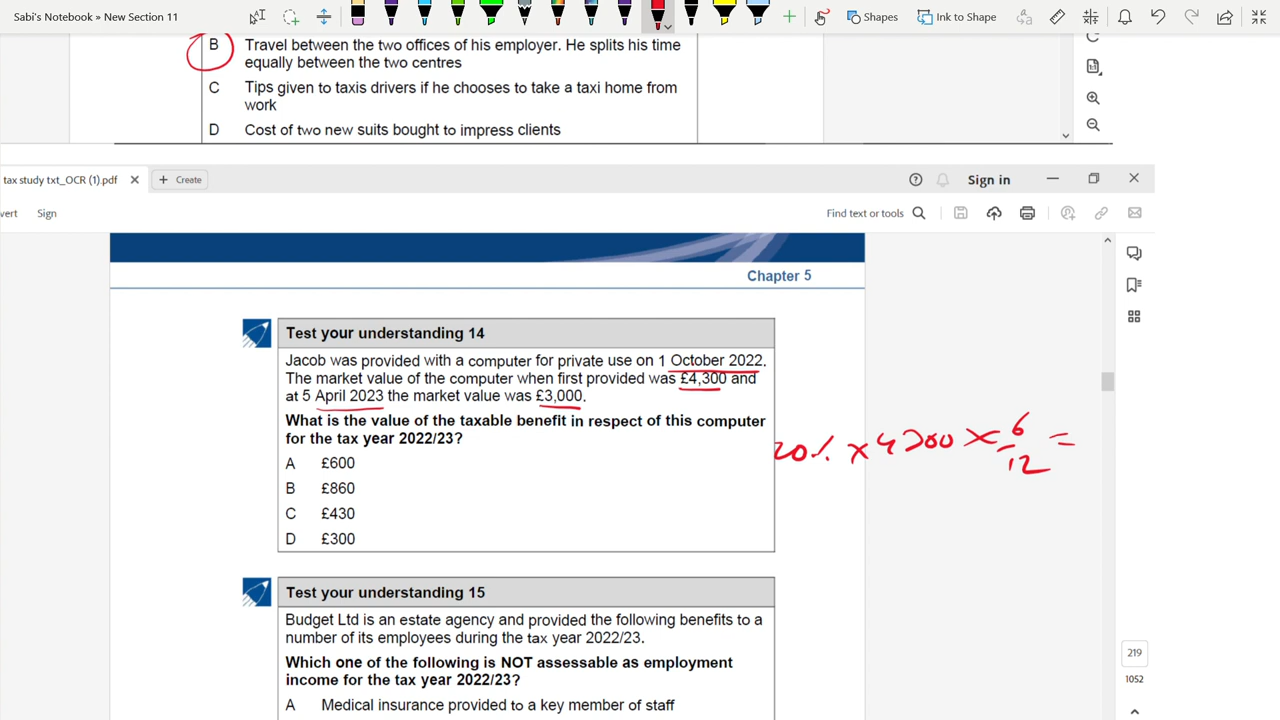 Sabi's Notebook » New Section 11
Shapes
Ink to Shape
B Travel between the two offices of his employer. He splits his time
equally between the two centres
C Tips given to taxis drivers if he chooses to take a taxi home from
work
D Cost of two new suits bought to impress clients
tax study txt_OCR (1).pdf
Create
Sign in
vert
Sign
Find text or tools
Chapter 5
Test your understanding 14
Jacob was provided with a computer for private use on 1 October 2022.
The market value of the computer when first provided was £4,300 and
at 5 April 2023 the market value was £3,000.
What is the value of the taxable benefit in respect of this computer
for the tax year 2022/23?
20% × 4300 × 6/12 =
A £600
B £860
C £430
D £300
Test your understanding 15
Budget Ltd is an estate agency and provided the following benefits to a
number of its employees during the tax year 2022/23.
Which one of the following is NOT assessable as employment
income for the tax year 2022/23?
A Medical insurance provided to a key member of staff
219
1052